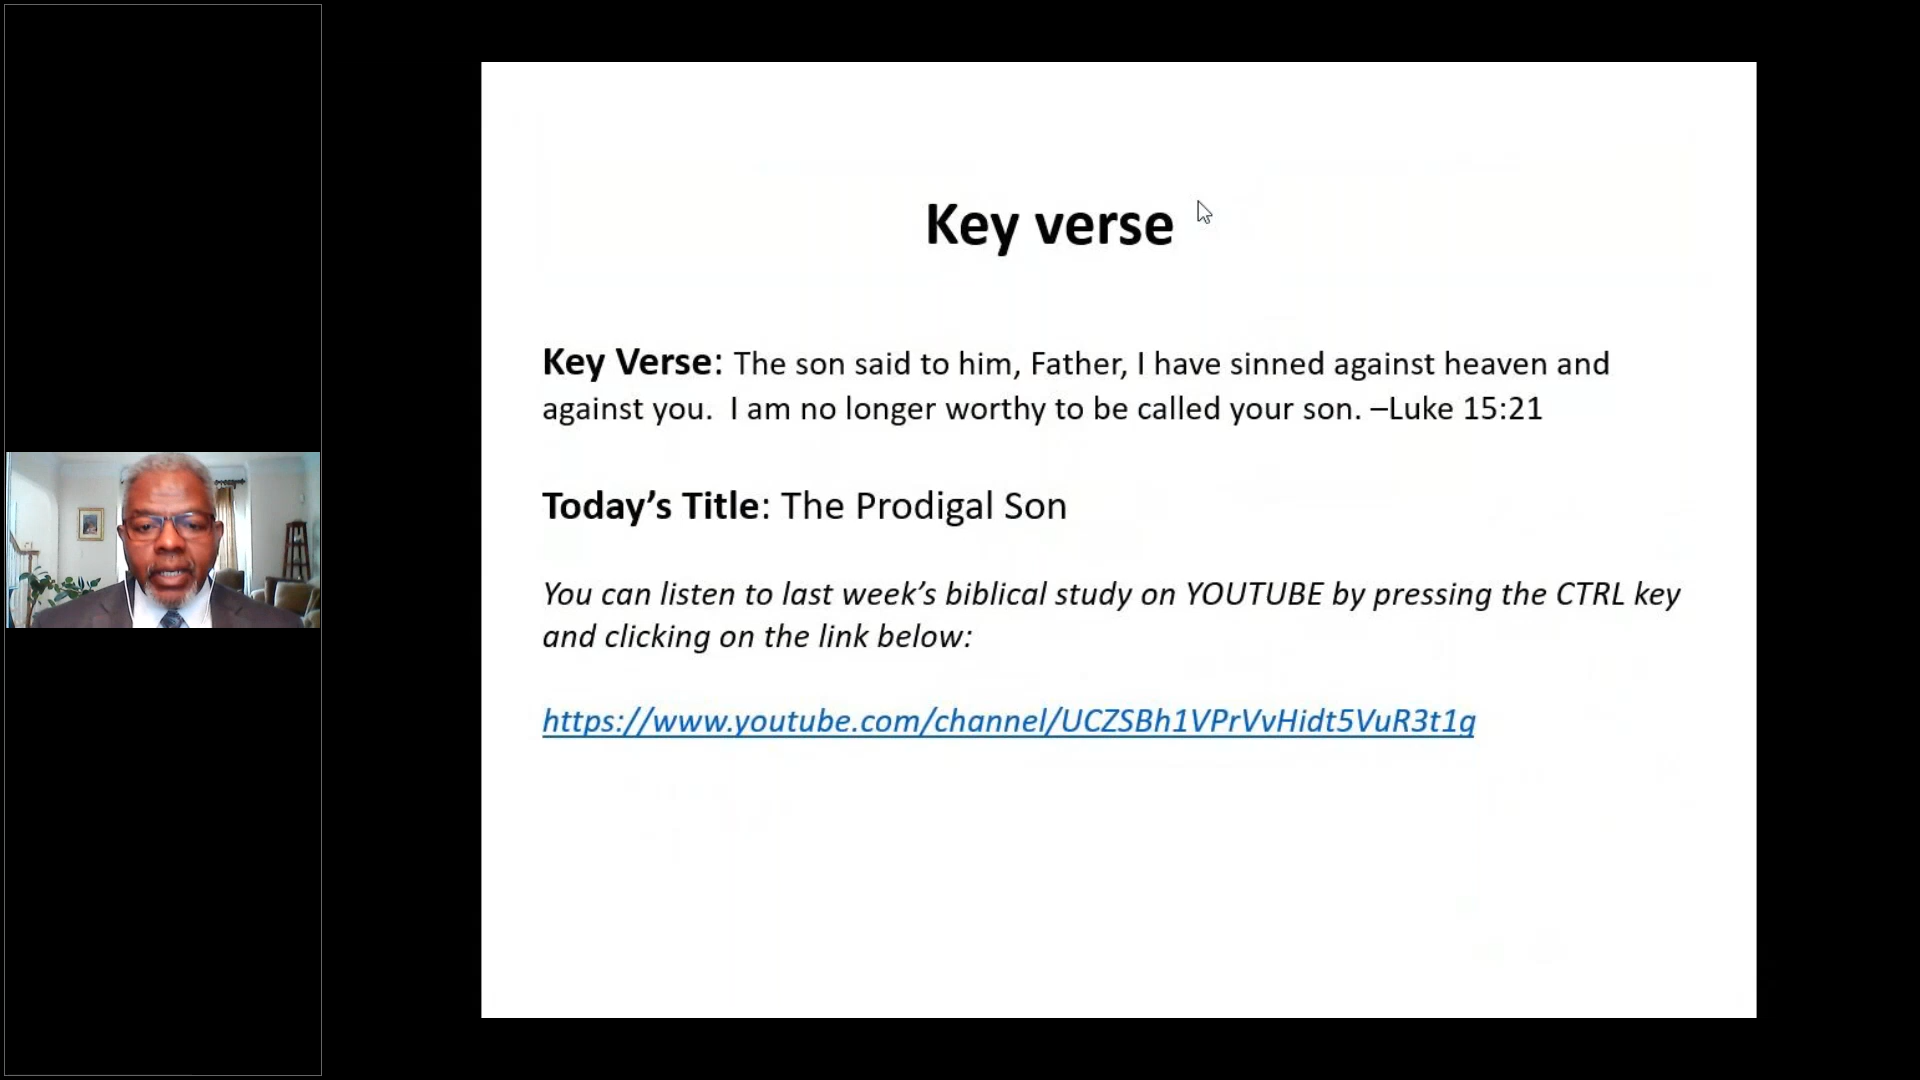 Key verse
Key Verse: The son said to him, Father, I have sinned against heaven and
against you.  I am no longer worthy to be called your son. –Luke 15:21
Today’s Title: The Prodigal Son
You can listen to last week’s biblical study on YOUTUBE by pressing the CTRL key
and clicking on the link below:
https://www.youtube.com/channel/UCZSBh1VPrVvHidt5VuR3t1g